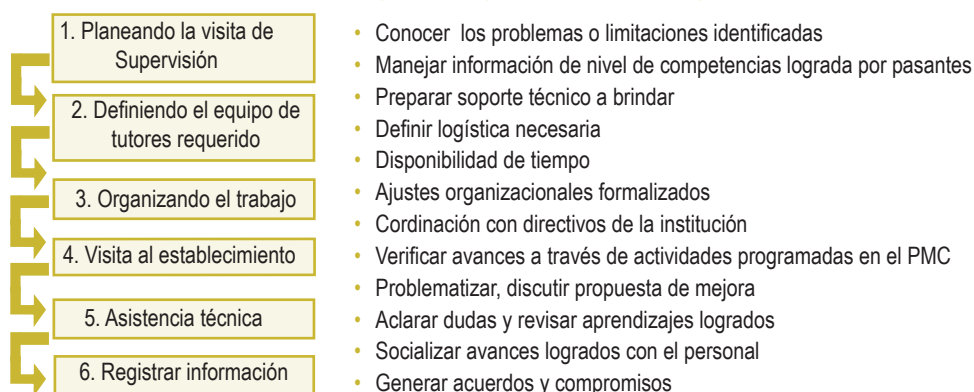 1. Planeando la visita de
Supervisión
2. Definiendo el equipo de
tutores requerido
3. Organizando el trabajo
4. Visita al establecimiento
5. Asistencia técnica
6. Registrar información
• Conocer los problemas o limitaciones identificadas
• Manejar información de nivel de competencias lograda por pasantes
• Preparar soporte técnico a brindar
• Definir logística necesaria
• Disponibilidad de tiempo
• Ajustes organizacionales formalizados
• Cordinación con directivos de la institución
• Verificar avances a través de actividades programadas en el PMC
• Problematizar, discutir propuesta de mejora
• Aclarar dudas y revisar aprendizajes logrados
• Socializar avances logrados con el personal
• Generar acuerdos y compromisos